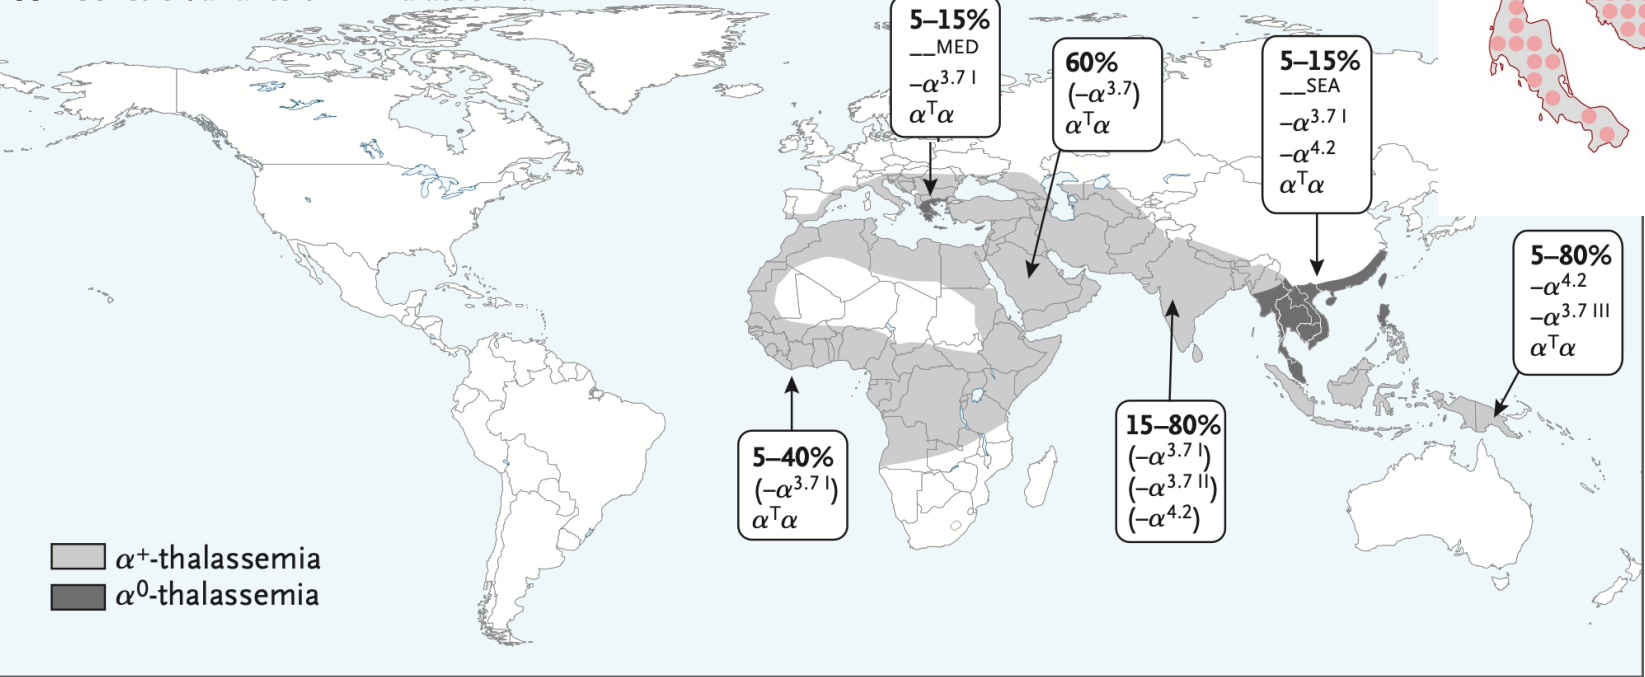 5–15%
__MED
–α³·⁷ ᴵ
αᵀα
60%
(–α³·⁷)
αᵀα
5–15%
__SEA
-α³·⁷ ᴵ
-α⁴·²
αᵀα
5–80%
–α⁴·²
–α³·⁷ ᴵᴵᴵ
αᵀα
5–40%
(–α³·⁷ ᴵ)
αᵀα
15–80%
(–α³·⁷ ᴵ)
(–α³·⁷ ᴵᴵ)
(–α⁴·²)
α⁺-thalassemia
α⁰-thalassemia